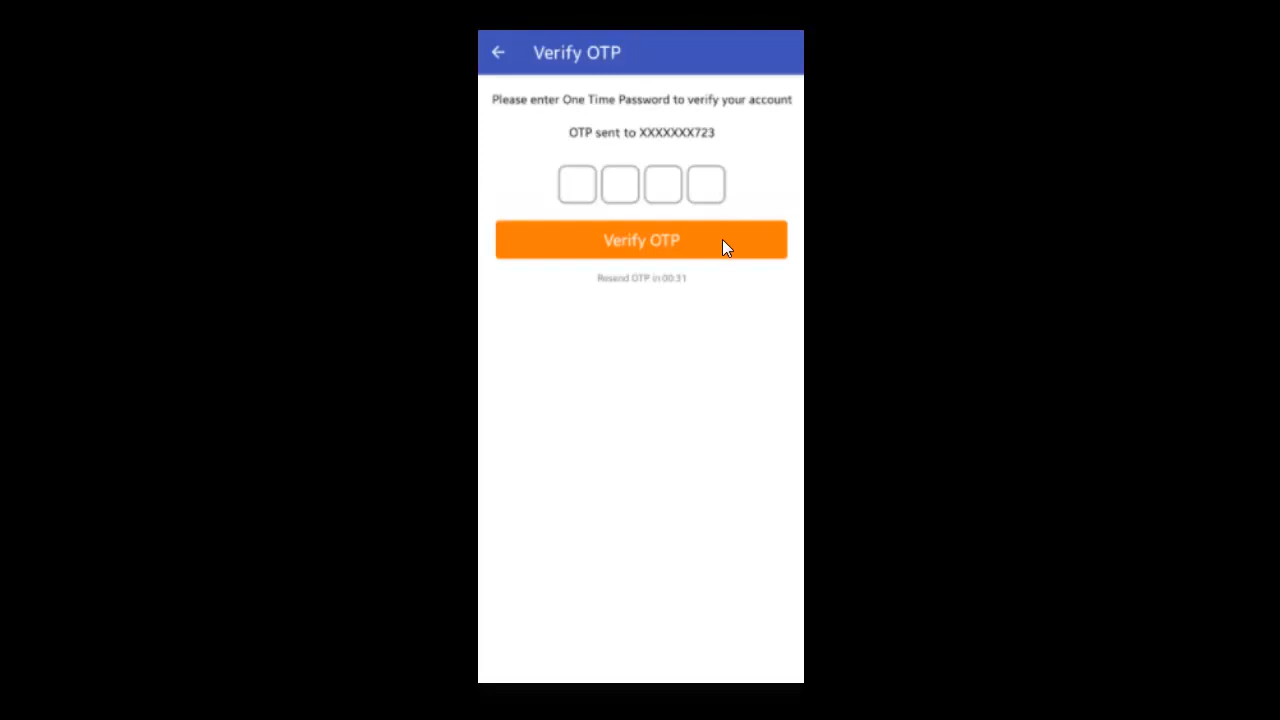 Verify OTP
Please enter One Time Password to verify your account
OTP sent to XXXXXXX723
Verify OTP
Resend OTP in 00:31